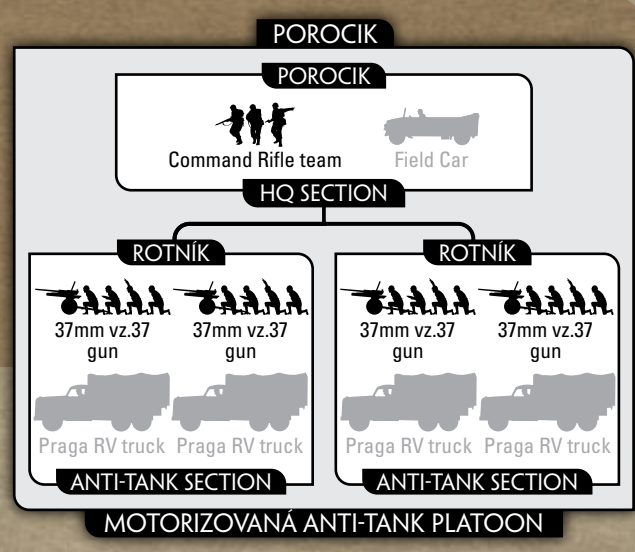 POROCIK
POROCIK
Command Rifle team
Field Car
HQ SECTION
ROTNÍK
37mm vz.37
gun
37mm vz.37
gun
Praga RV truck
Praga RV truck
ANTI-TANK SECTION
ROTNÍK
37mm vz.37
gun
37mm vz.37
gun
Praga RV truck
Praga RV truck
ANTI-TANK SECTION
MOTORIZOVANÁ ANTI-TANK PLATOON